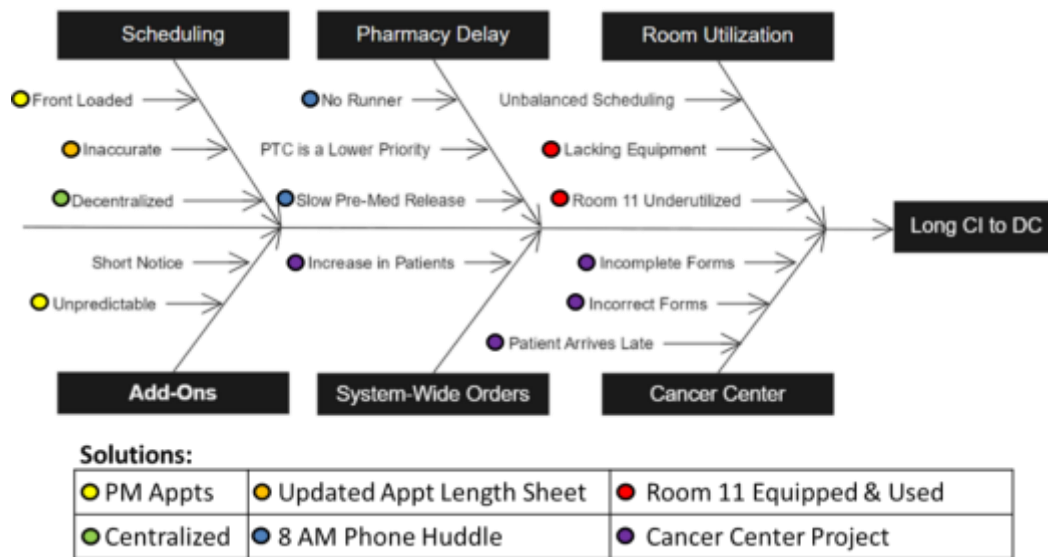 Scheduling
Pharmacy Delay
Room Utilization
Front Loaded
No Runner
Unbalanced Scheduling
Inaccurate
PTC is a Lower Priority
Lacking Equipment
Decentralized
Slow Pre-Med Release
Room 11 Underutilized
Long CI to DC
Short Notice
Increase in Patients
Incomplete Forms
Unpredictable
Incorrect Forms
Patient Arrives Late
Add-Ons
System-Wide Orders
Cancer Center
Solutions:
PM Appts
Updated Appt Length Sheet
Room 11 Equipped & Used
Centralized
8 AM Phone Huddle
Cancer Center Project